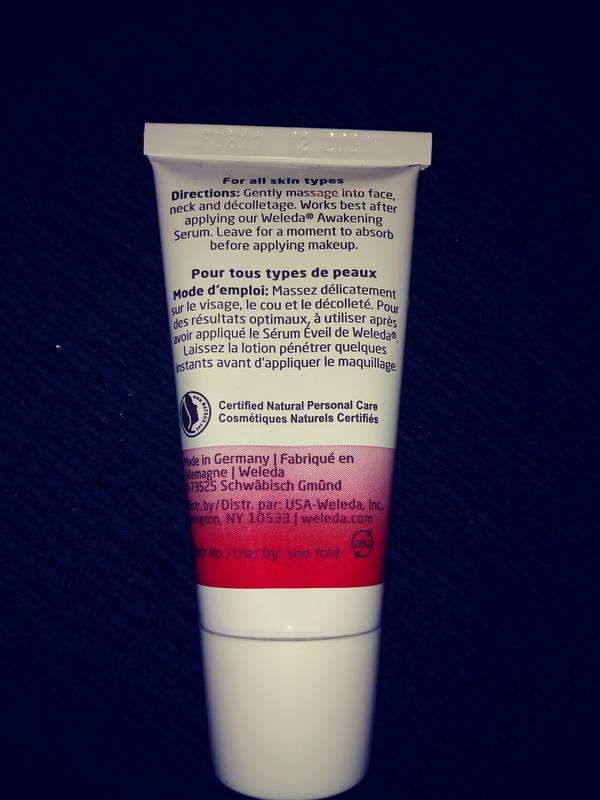 12 2021
For all skin types
Directions: Gently massage into face,
neck and décolletage. Works best after
applying our Weleda® Awakening
Serum. Leave for a moment to absorb
before applying makeup.
Pour tous types de peaux
Mode d'emploi: Massez délicatement
sur le visage, le cou et le décolleté. Pour
des résultats optimaux, à utiliser après
avoir appliqué le Sérum Éveil de Weleda®.
Laissez la lotion pénétrer quelques
instants avant d'appliquer le maquillage.
Certified Natural Personal Care
Cosmétiques Naturels Certifiés
Made in Germany | Fabriqué en
Allemagne | Weleda
D-73525 Schwäbisch Gmünd
Distr. by/Distr. par: USA-Weleda, Inc.,
NY 10533 | weleda.com
No./Use by: see fold
alu